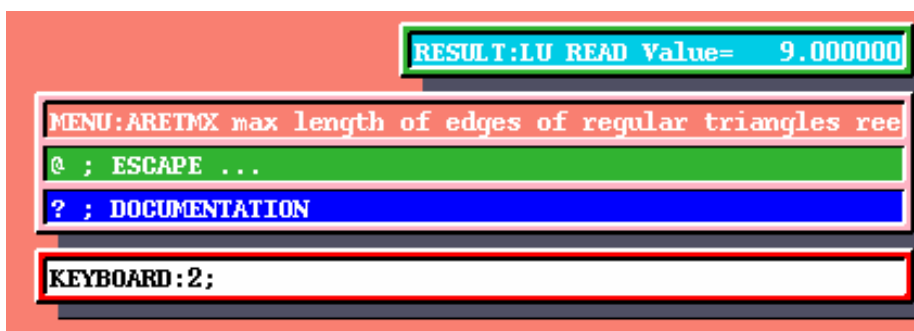 RESULT:LU READ Value=   9.000000
MENU:ARETMX max length of edges of regular triangles ree
@ ; ESCAPE ...
? ; DOCUMENTATION
KEYBOARD:2;